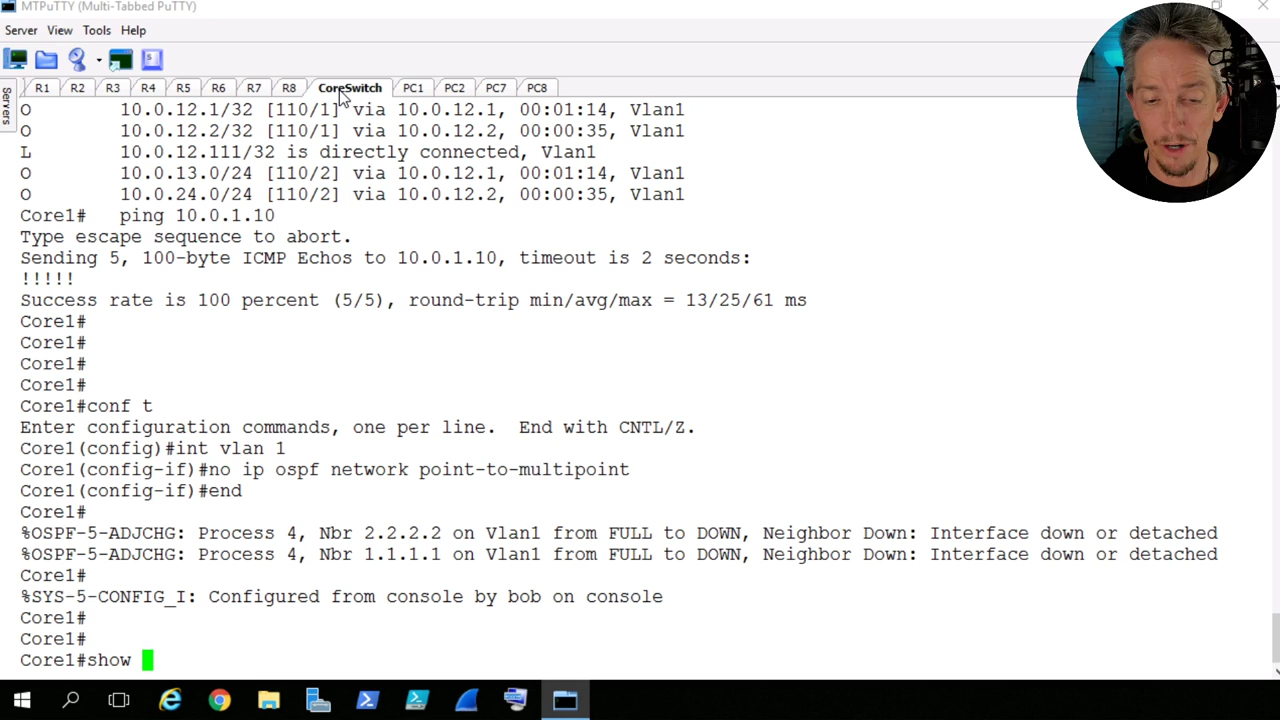 MTPuTTY (Multi-Tabbed PuTTY)
Server View Tools Help
R1 R2 R3 R4 R5 R6 R7 R8 CoreSwitch PC1 PC2 PC7 PC8
Servers
O 10.0.12.1/32 [110/1] via 10.0.12.1, 00:01:14, Vlan1
O 10.0.12.2/32 [110/1] via 10.0.12.2, 00:00:35, Vlan1
L 10.0.12.111/32 is directly connected, Vlan1
O 10.0.13.0/24 [110/2] via 10.0.12.1, 00:01:14, Vlan1
O 10.0.24.0/24 [110/2] via 10.0.12.2, 00:00:35, Vlan1
Core1# ping 10.0.1.10
Type escape sequence to abort.
Sending 5, 100-byte ICMP Echos to 10.0.1.10, timeout is 2 seconds:
!!!!!
Success rate is 100 percent (5/5), round-trip min/avg/max = 13/25/61 ms
Core1#
Core1#
Core1#
Core1#
Core1#conf t
Enter configuration commands, one per line. End with CNTL/Z.
Core1(config)#int vlan 1
Core1(config-if)#no ip ospf network point-to-multipoint
Core1(config-if)#end
Core1#
%OSPF-5-ADJCHG: Process 4, Nbr 2.2.2.2 on Vlan1 from FULL to DOWN, Neighbor Down: Interface down or detached
%OSPF-5-ADJCHG: Process 4, Nbr 1.1.1.1 on Vlan1 from FULL to DOWN, Neighbor Down: Interface down or detached
Core1#
%SYS-5-CONFIG_I: Configured from console by bob on console
Core1#
Core1#
Core1#show